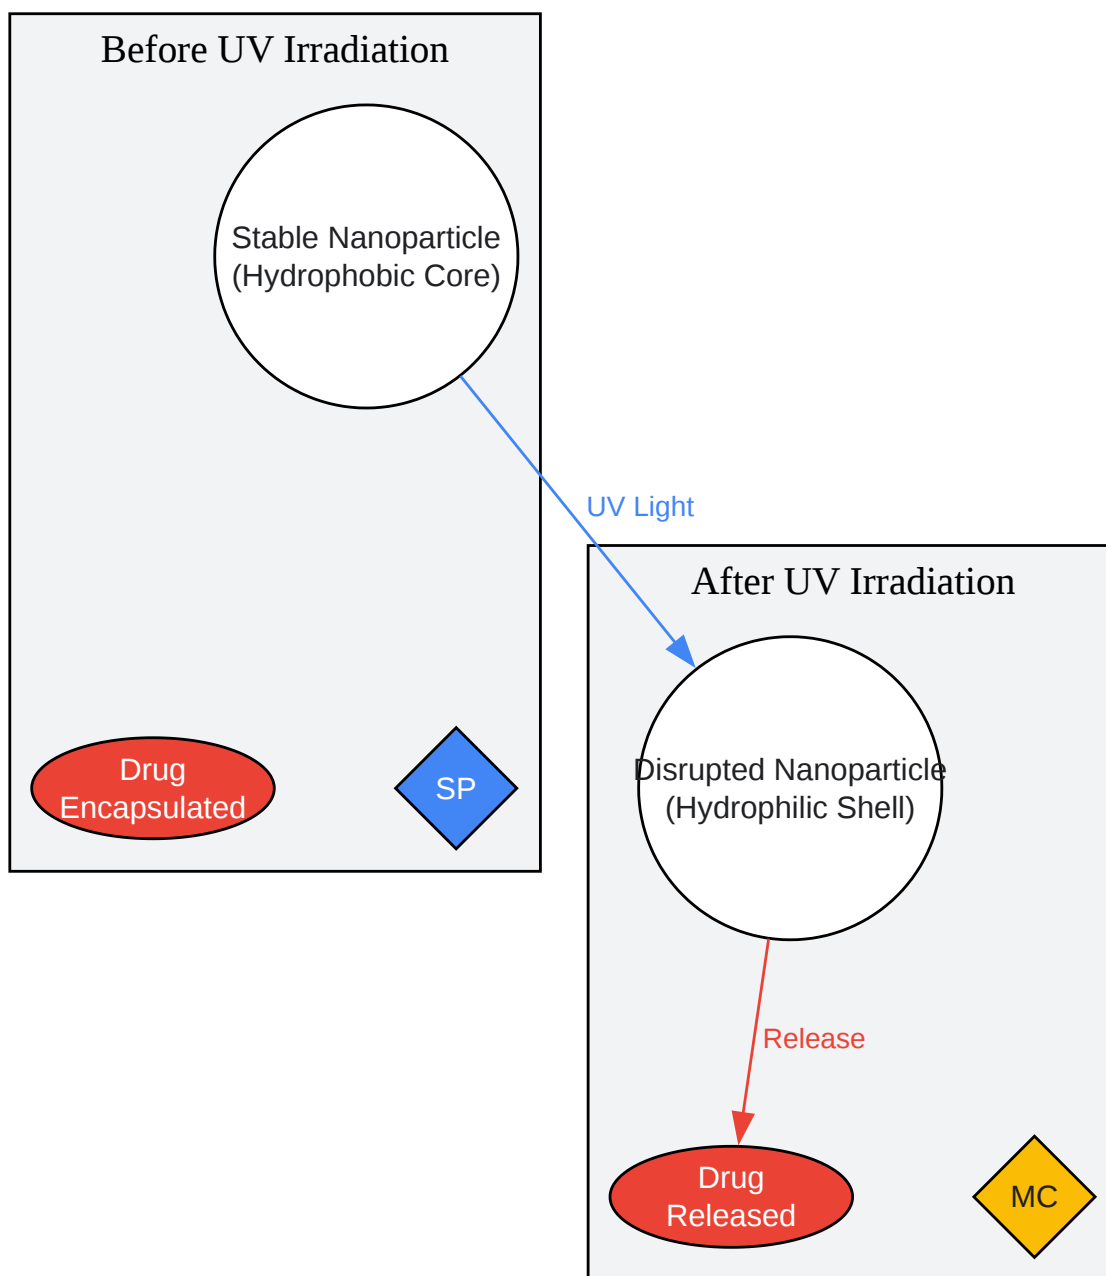 Before UV Irradiation
Stable Nanoparticle
(Hydrophobic Core)
UV Light
Drug
Encapsulated
SP
After UV Irradiation
Disrupted Nanoparticle
(Hydrophilic Shell)
Release
Drug
Released
MC